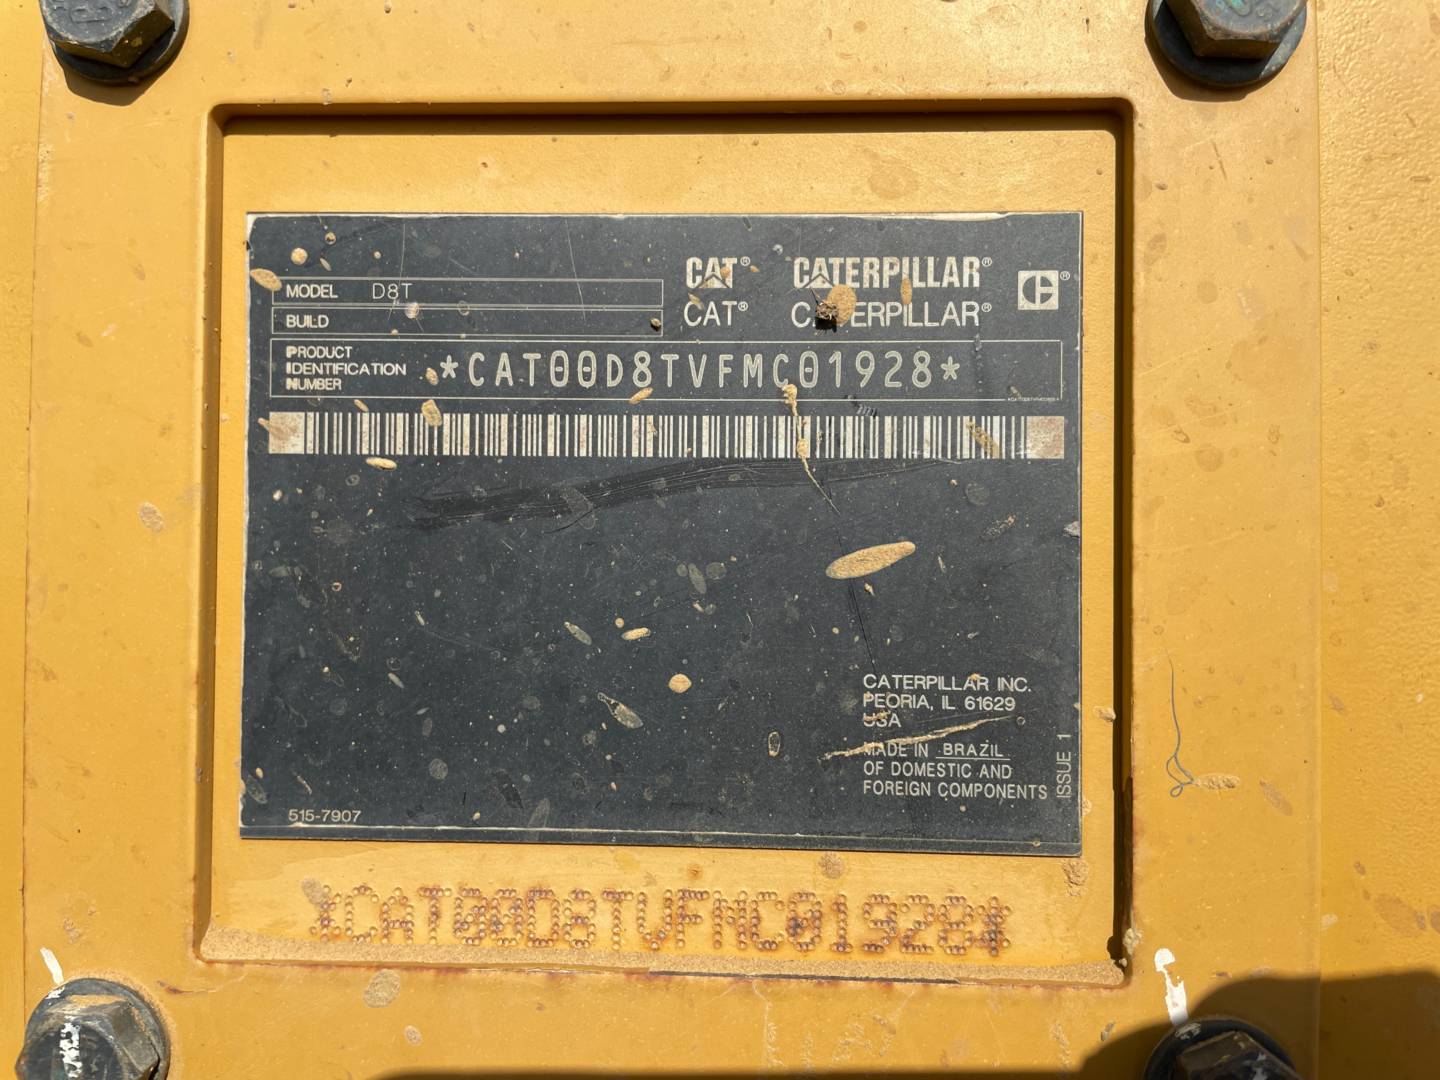 CAT® CATERPILLAR®
MODEL D8T
CAT® CATERPILLAR®
BUILD
PRODUCT
IDENTIFICATION
NUMBER
*CAT00D8TVFMC01928*
CATERPILLAR INC.
PEORIA, IL 61629
USA
MADE IN BRAZIL
OF DOMESTIC AND
FOREIGN COMPONENTS
ISSUE 1
515-7907
*CAT00D8TVFMC01928*